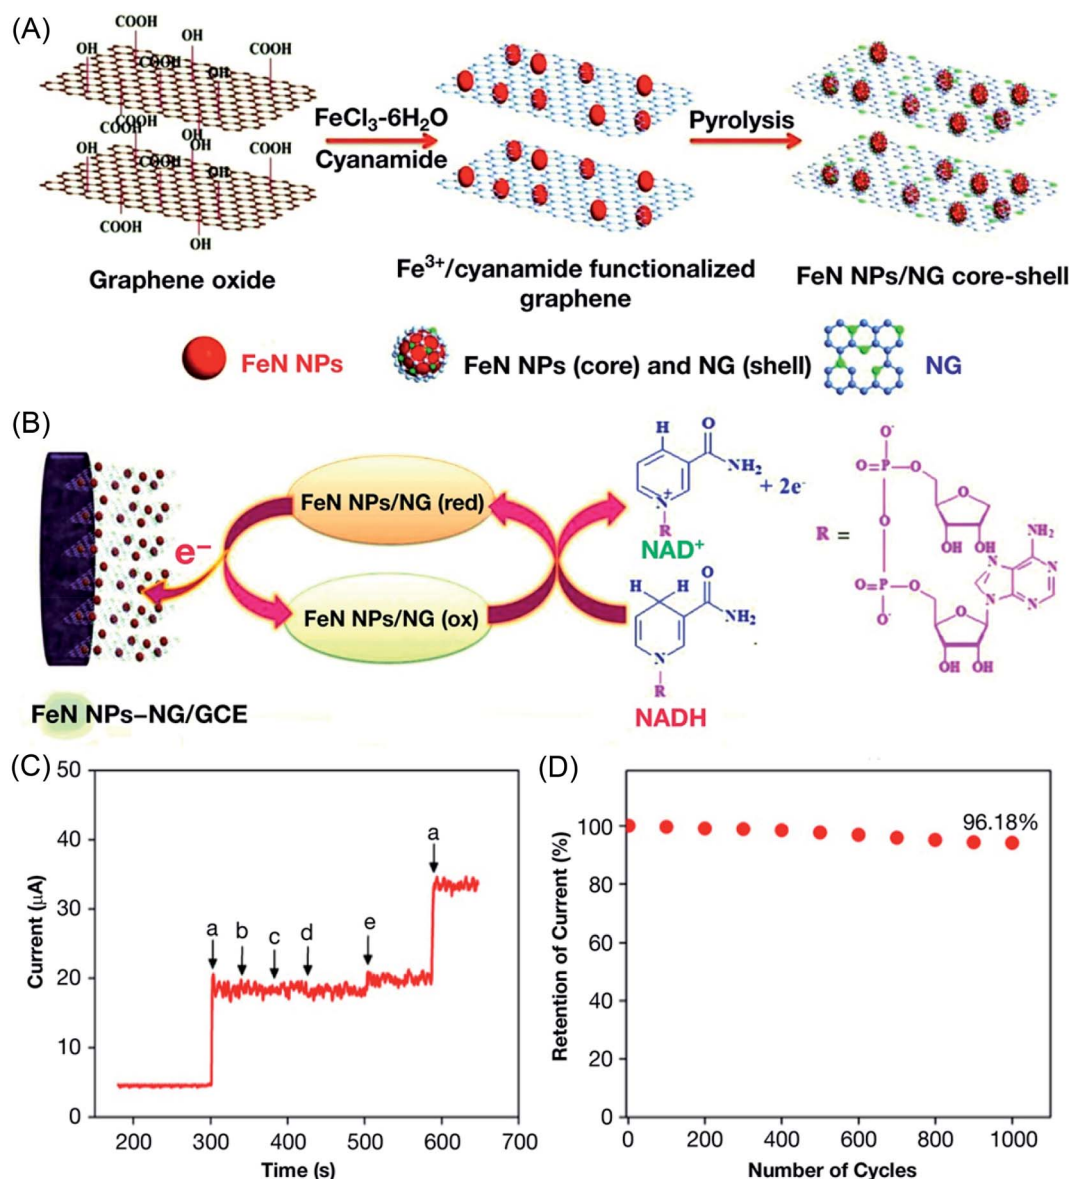 (A)
COOH
OH
OH
COOH
COOH
OH
COOH
COOH
OH
OH
COOH
COOH
OH
COOH
OH
Graphene oxide
FeCl3-6H2O
Cyanamide
Fe3+/cyanamide functionalized
graphene
Pyrolysis
FeN NPs/NG core-shell
FeN NPs
FeN NPs (core) and NG (shell)
NG
(B)
e−
FeN NPs/NG (red)
FeN NPs/NG (ox)
FeN NPs–NG/GCE
H
O
NH2
+ 2e-
N
+
R
NAD+
H H
O
NH2
N
R
NADH
R =
O-
O=P
O
O
O
OH OH
O=P
O
O-
O
OH OH
NH2
N
N
N
N
(C)
50
40
30
20
10
0
Current (μA)
a
b
c
d
e
a
200 300 400 500 600 700
Time (s)
(D)
100
80
60
40
20
0
Retention of Current (%)
96.18%
0 200 400 600 800 1000
Number of Cycles